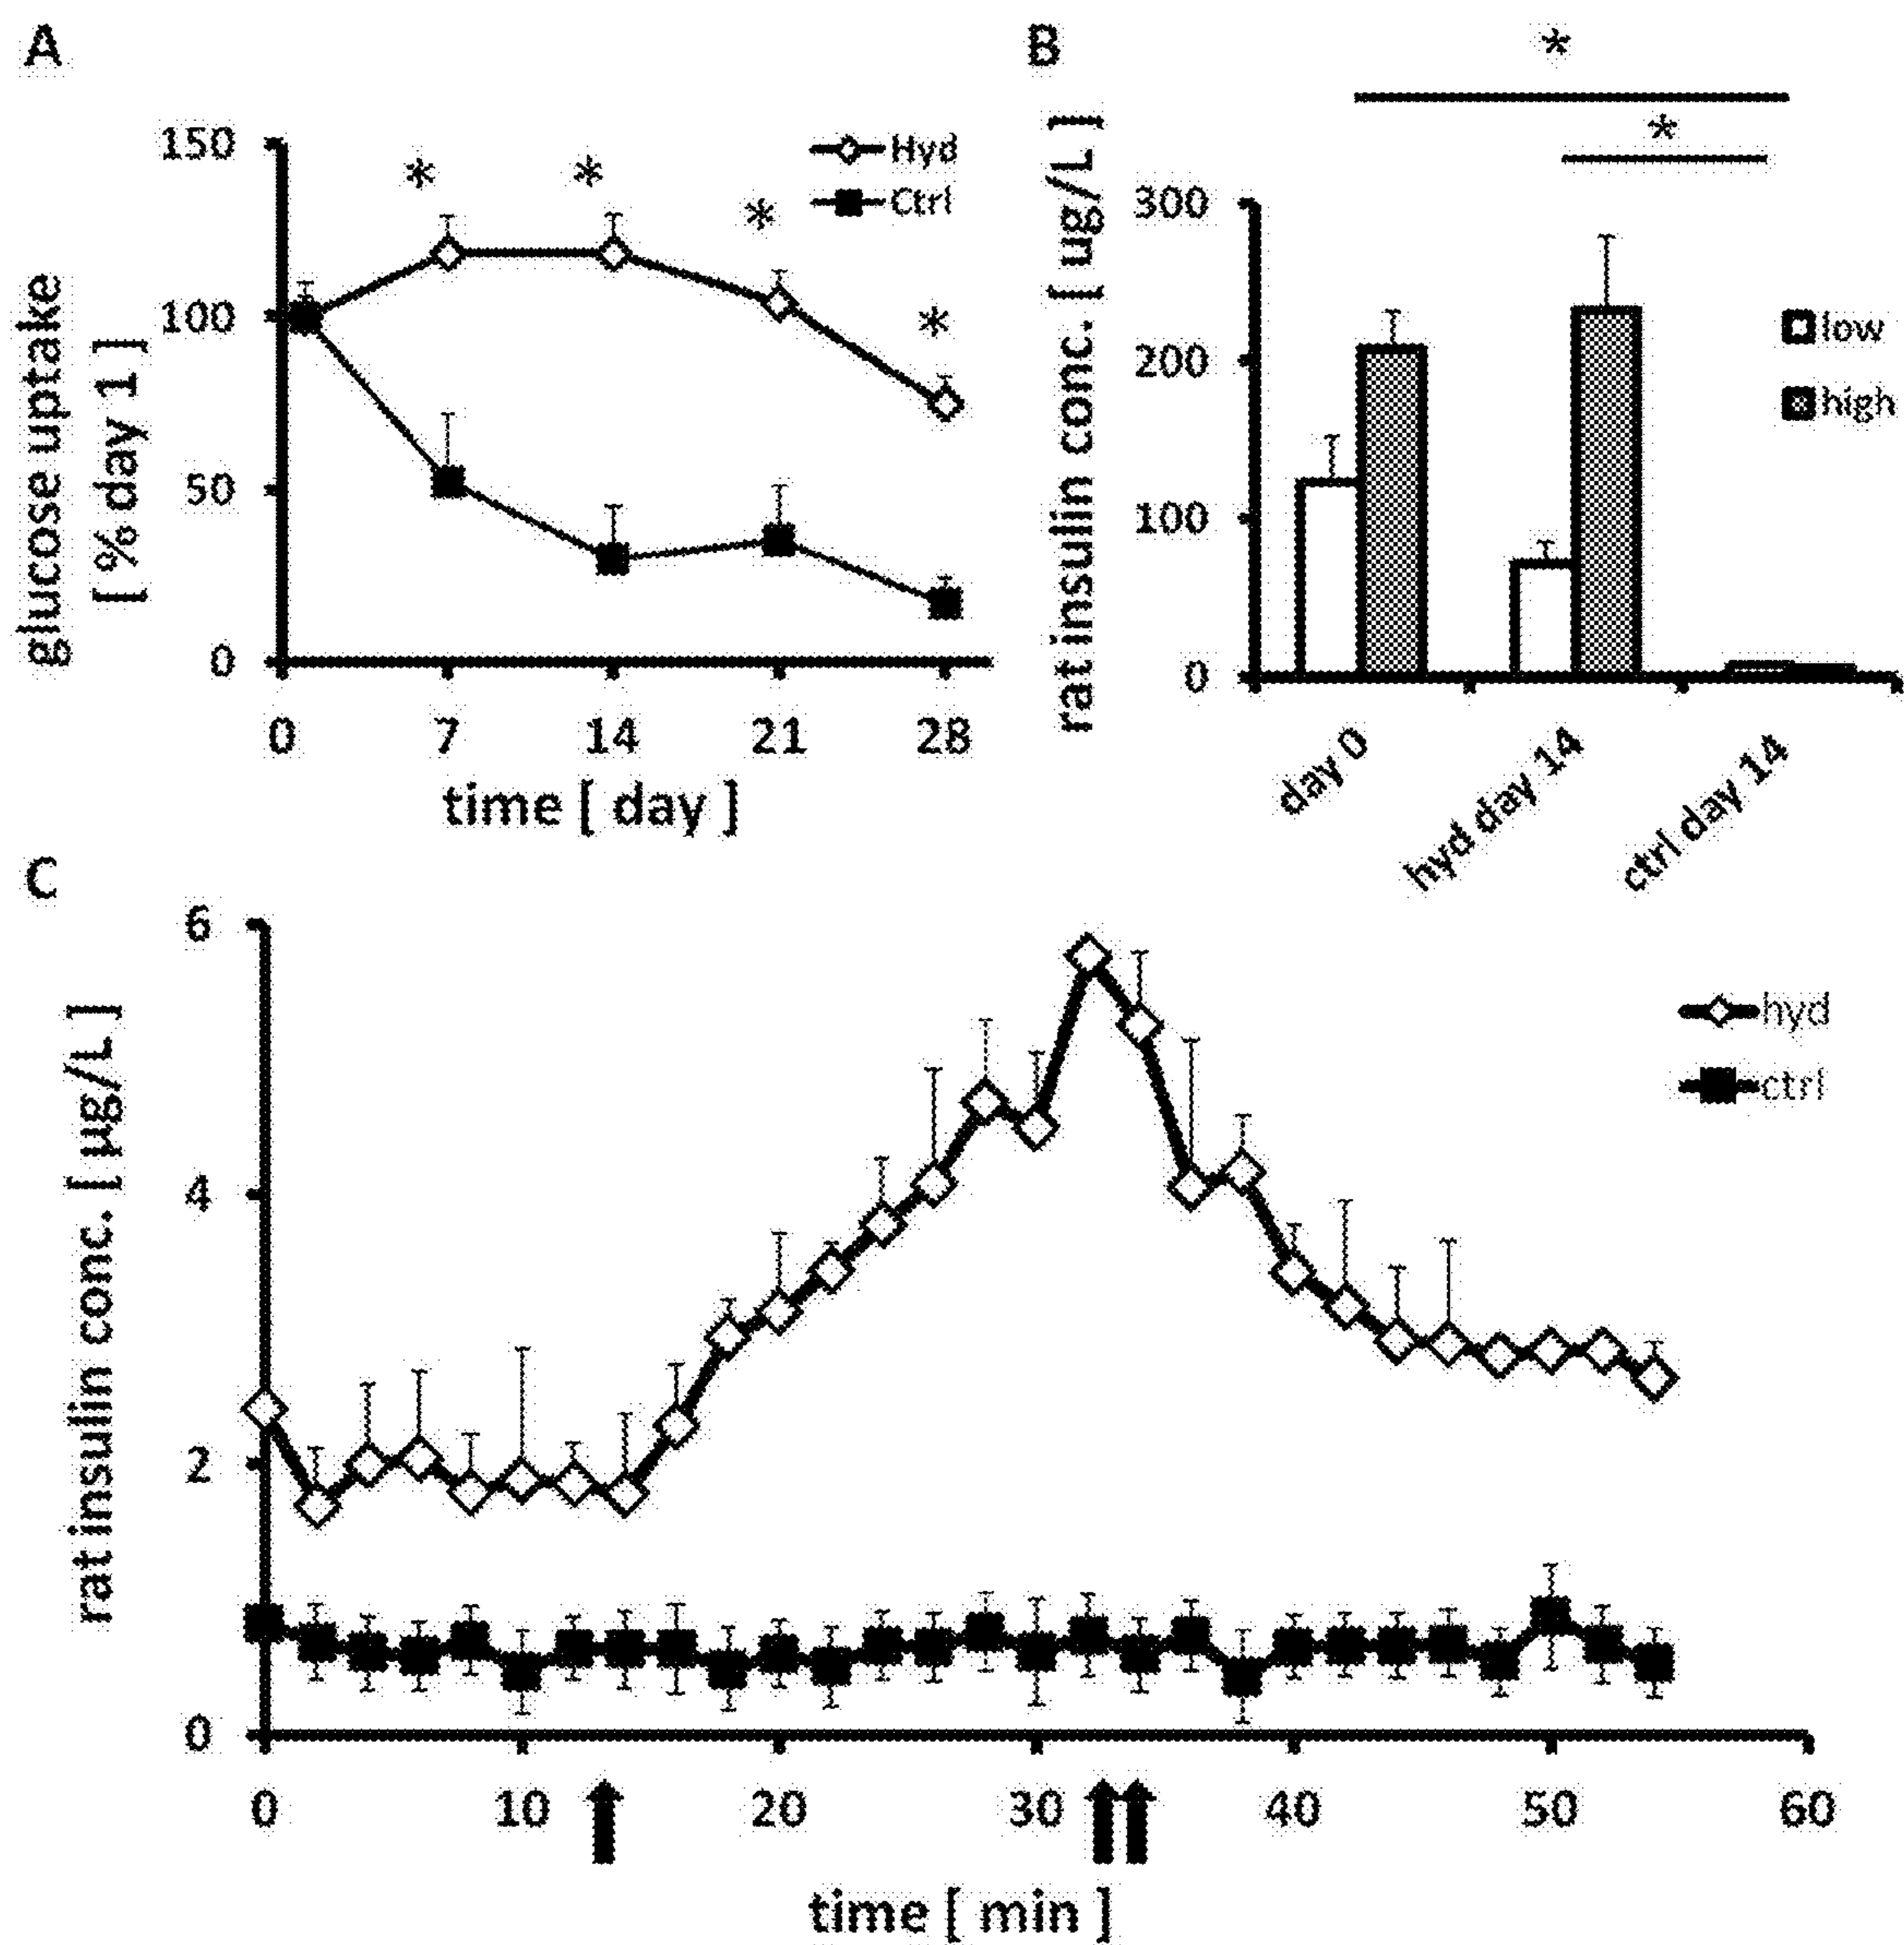 A
glucose uptake
[ % day 1 ]
150
100
50
0
* * * *
Hyd
Ctrl
0 7 14 21 28
time [ day ]
B
*
*
rat insulin conc. [ µg/L ]
300
200
100
0
low
high
day 0
hyd day 14
ctrl day 14
C
rat insulin conc. [ µg/L ]
6
4
2
0
hyd
ctrl
0 10 20 30 40 50 60
time [ min ]